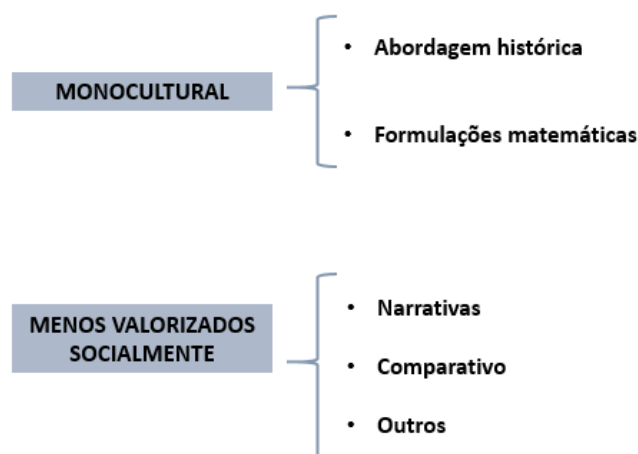 MONOCULTURAL
• Abordagem histórica
• Formulações matemáticas
MENOS VALORIZADOS
SOCIALMENTE
• Narrativas
• Comparativo
• Outros